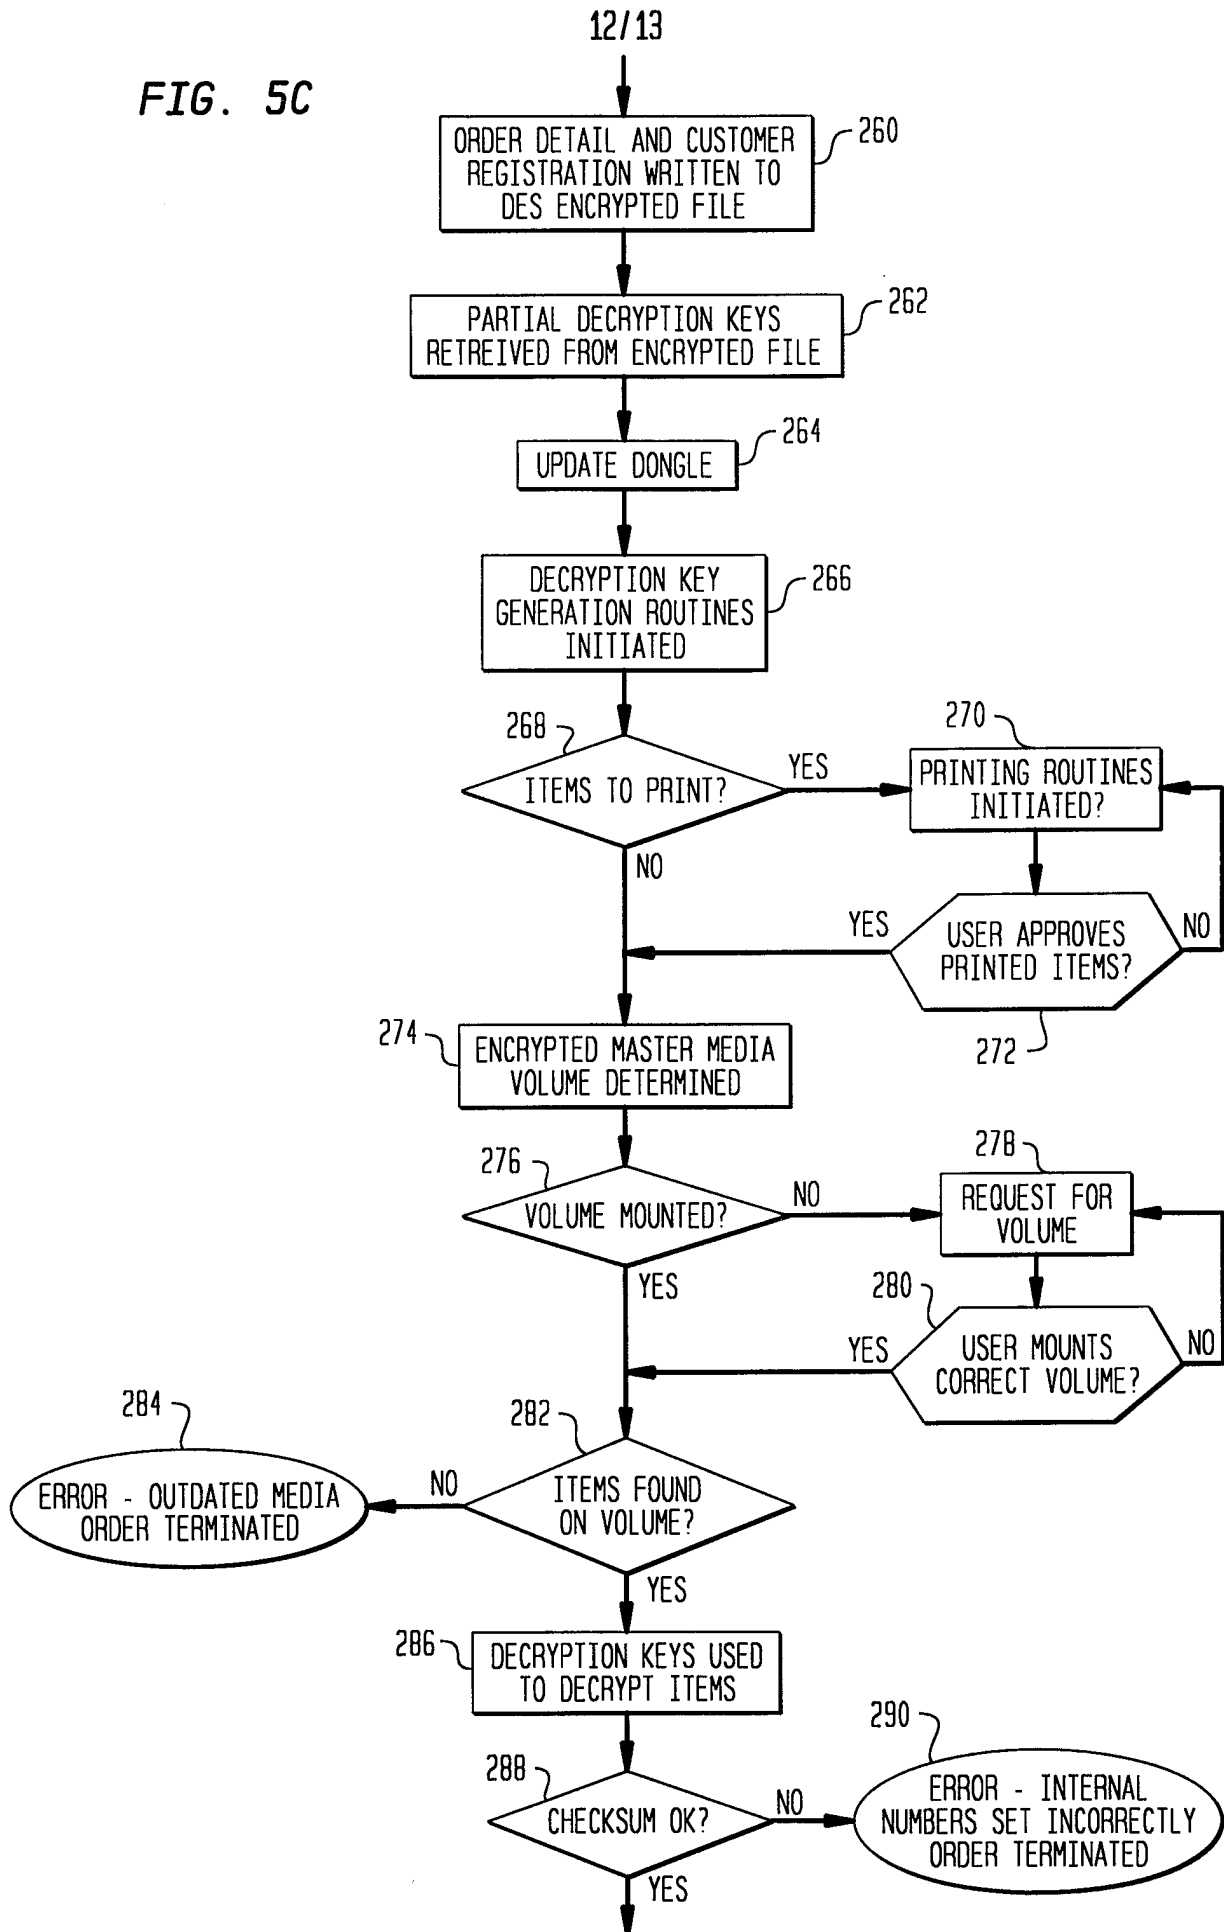 12/13
FIG. 5C
ORDER DETAIL AND CUSTOMER
REGISTRATION WRITTEN TO
DES ENCRYPTED FILE
260
PARTIAL DECRYPTION KEYS
RETREIVED FROM ENCRYPTED FILE
262
UPDATE DONGLE
264
DECRYPTION KEY
GENERATION ROUTINES
INITIATED
266
268
ITEMS TO PRINT?
YES
NO
270
PRINTING ROUTINES
INITIATED?
USER APPROVES
PRINTED ITEMS?
YES
NO
272
274
ENCRYPTED MASTER MEDIA
VOLUME DETERMINED
276
VOLUME MOUNTED?
NO
YES
278
REQUEST FOR
VOLUME
280
USER MOUNTS
CORRECT VOLUME?
YES
NO
282
ITEMS FOUND
ON VOLUME?
NO
YES
284
ERROR - OUTDATED MEDIA
ORDER TERMINATED
286
DECRYPTION KEYS USED
TO DECRYPT ITEMS
288
CHECKSUM OK?
NO
YES
290
ERROR - INTERNAL
NUMBERS SET INCORRECTLY
ORDER TERMINATED